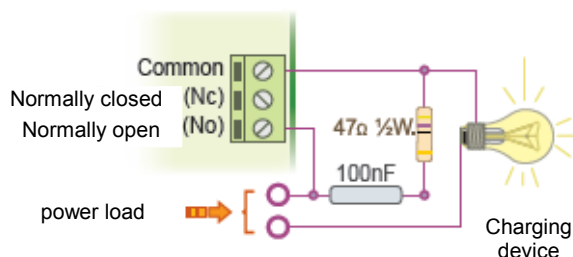 Common
Normally closed (Nc)
Normally open (No)
47Ω ½W.
100nF
power load
Charging
device